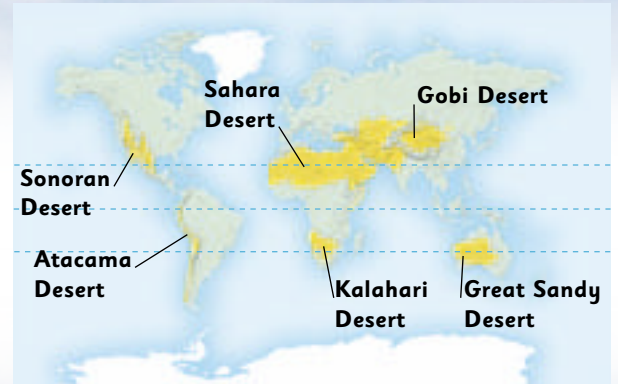 Sahara
Desert
Gobi Desert
Sonoran
Desert
Atacama
Desert
Kalahari
Desert
Great Sandy
Desert